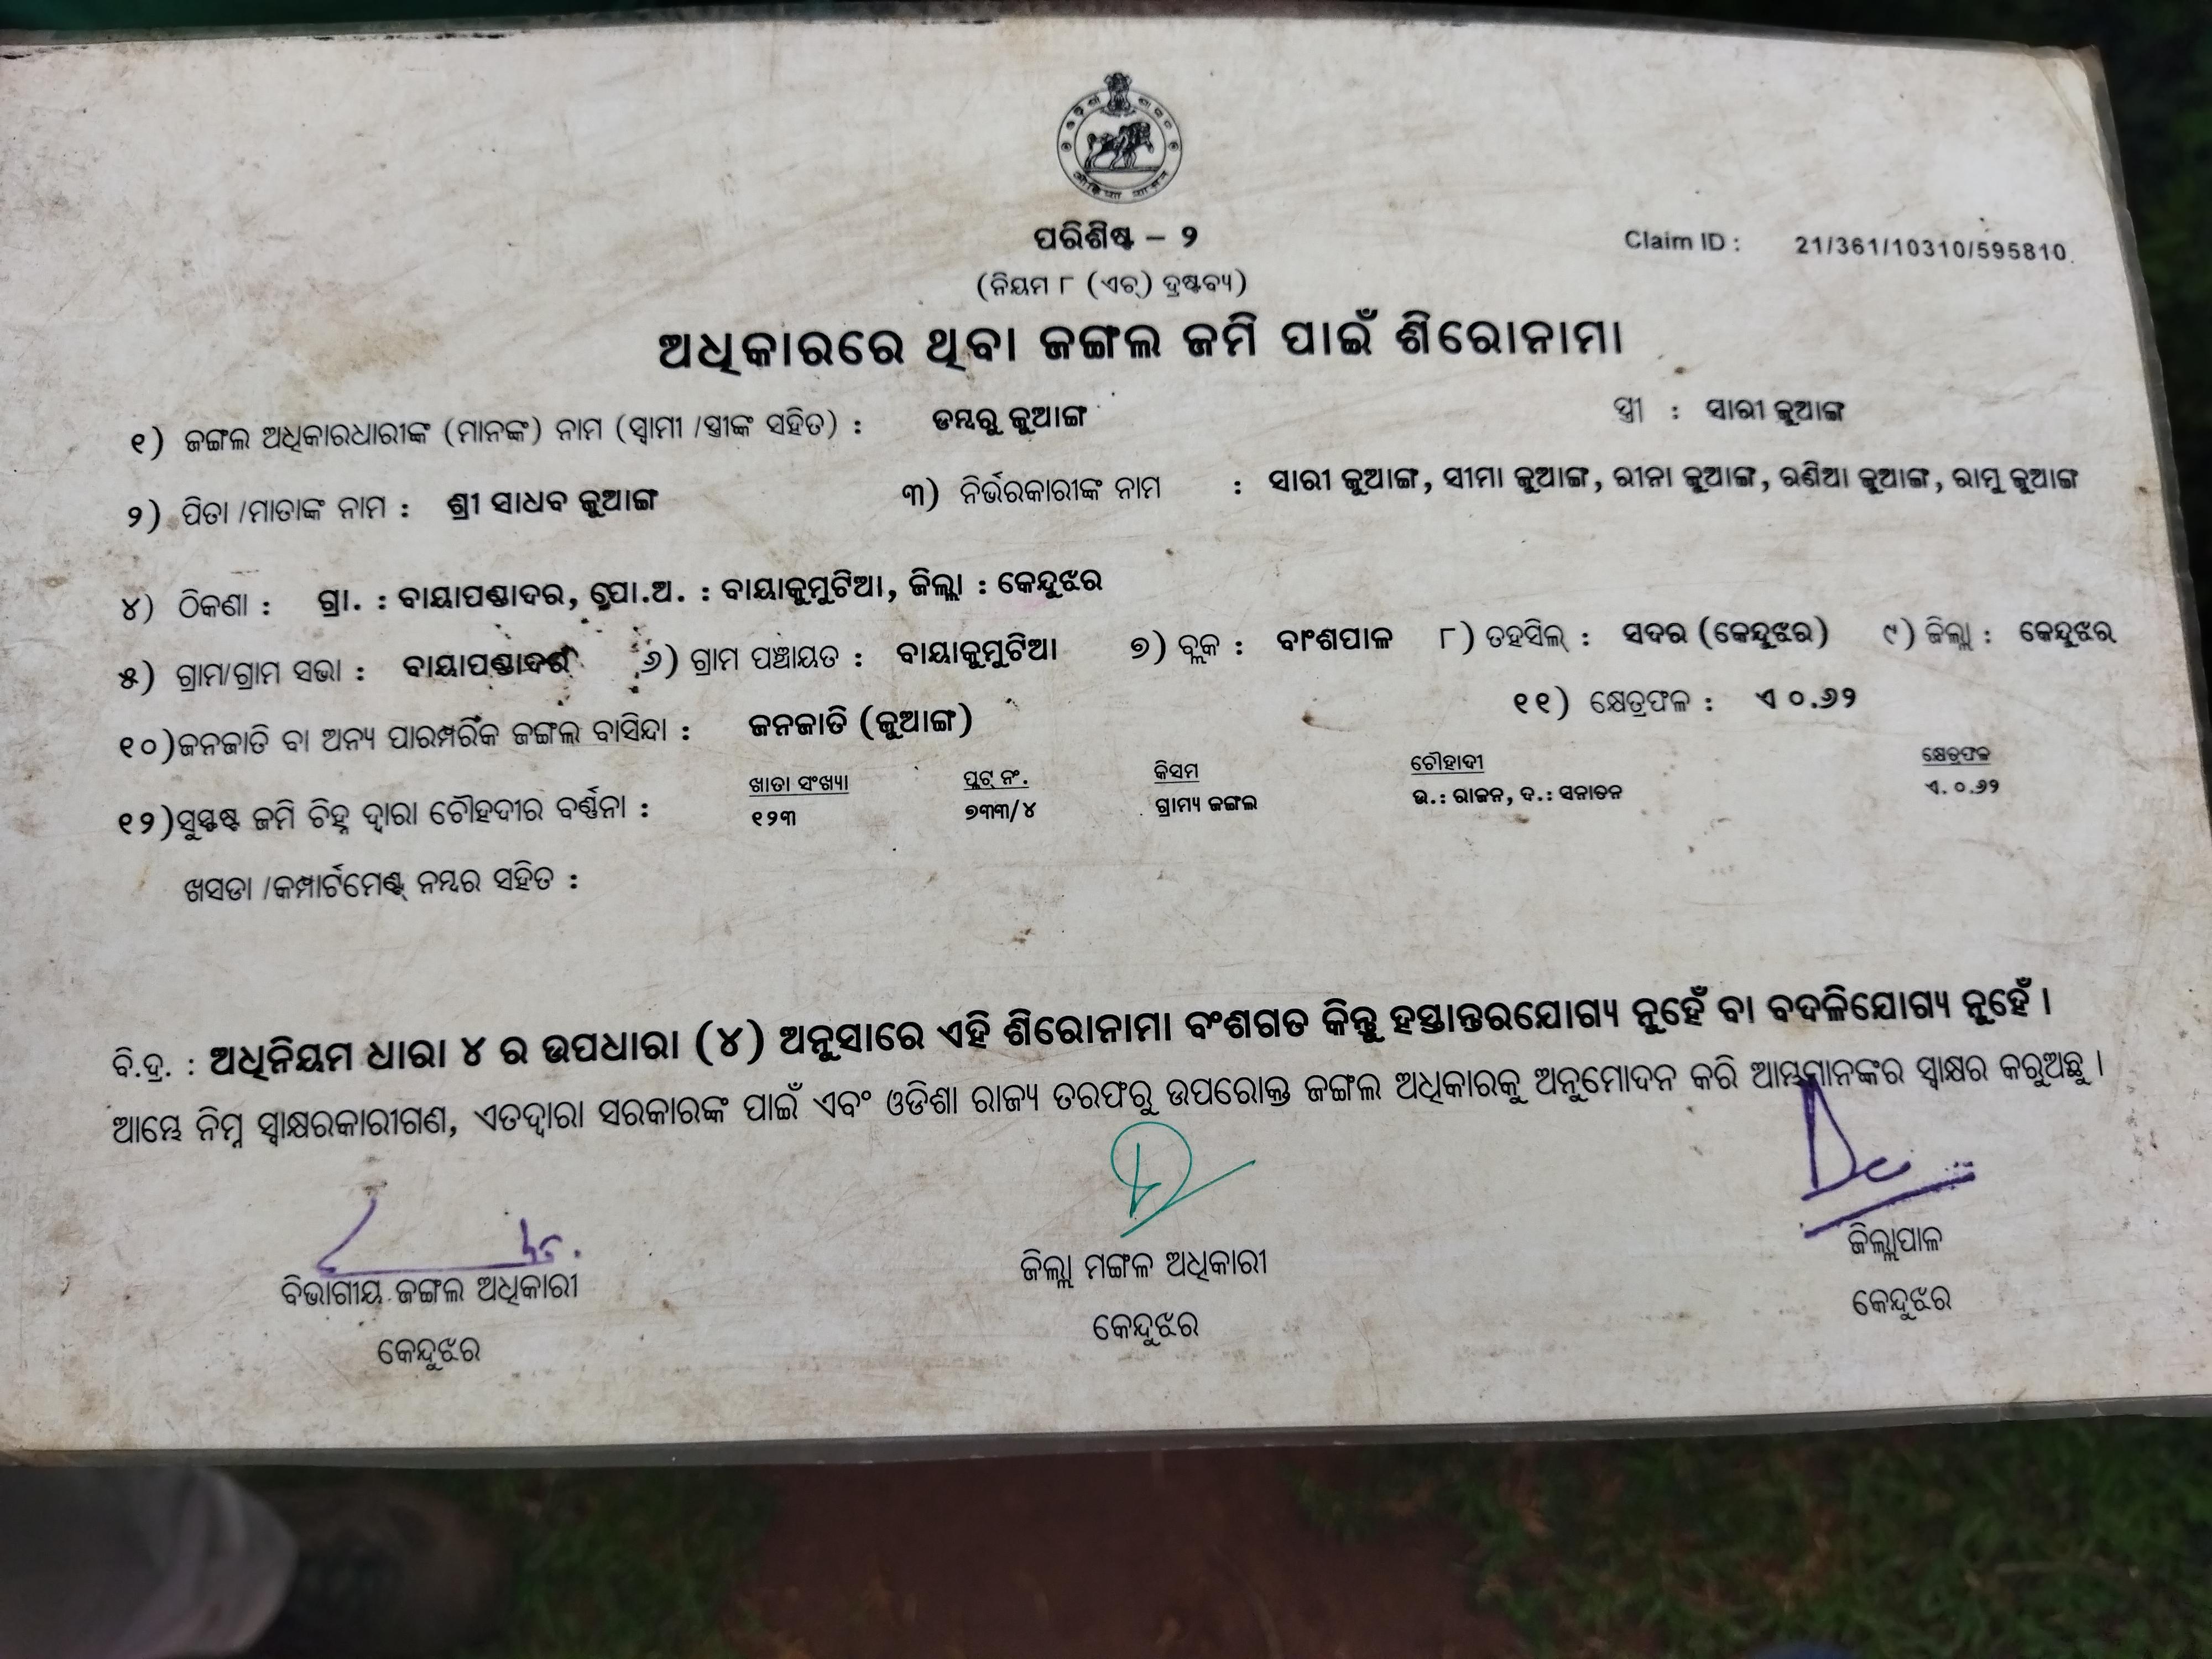 ପରିଶିଷ୍ଟ – ୨
Claim ID : 21/361/10310/595810
(ନିୟମ ୮ (ଏଚ୍) ଦ୍ରଷ୍ଟବ୍ୟ)
ଅଧିକାରରେ ଥିବା ଜଙ୍ଗଲ ଜମି ପାଇଁ ଶିରୋନାମା
୧) ଜଙ୍ଗଲ ଅଧିକାରଧାରୀଙ୍କ (ମାନଙ୍କ) ନାମ (ସ୍ୱାମୀ /ସ୍ତ୍ରୀଙ୍କ ସହିତ) : ଡମ୍ବରୁ ଜୁଆଙ୍ଗ ସ୍ତ୍ରୀ : ସାରୀ ଜୁଆଙ୍ଗ
୨) ପିତା /ମାତାଙ୍କ ନାମ : ଶ୍ରୀ ସାଧବ ଜୁଆଙ୍ଗ ୩) ନିର୍ଭରକାରୀଙ୍କ ନାମ : ସାରୀ ଜୁଆଙ୍ଗ, ସୀମା ଜୁଆଙ୍ଗ, ରୀନା ଜୁଆଙ୍ଗ, ରଣିଆ ଜୁଆଙ୍ଗ, ରାମୁ ଜୁଆଙ୍ଗ
୪) ଠିକଣା : ଗ୍ରା. : ବାୟାପଣ୍ଡାଦର, ପୋ.ଅ. : ବାୟାକୁମୁଟିଆ, ଜିଲ୍ଲା : କେନ୍ଦୁଝର
୫) ଗ୍ରାମ/ଗ୍ରାମ ସଭା : ବାୟାପଣ୍ଡାଦର ୬) ଗ୍ରାମ ପଞ୍ଚାୟତ : ବାୟାକୁମୁଟିଆ ୭) ବ୍ଲକ : ବାଂଶପାଳ ୮) ତହସିଲ୍ : ସଦର (କେନ୍ଦୁଝର) ୯) ଜିଲ୍ଲା : କେନ୍ଦୁଝର
୧୦) ଜନଜାତି ବା ଅନ୍ୟ ପାରମ୍ପରିକ ଜଙ୍ଗଲ ବାସିନ୍ଦା : ଜନଜାତି (ଜୁଆଙ୍ଗ) ୧୧) କ୍ଷେତ୍ରଫଳ : ଏ ୦.୬୨
୧୨) ସୁସ୍ପଷ୍ଟ ଜମି ଚିହ୍ନ ଦ୍ୱାରା ଚୌହଦୀର ବର୍ଣ୍ଣନା : ଖାତା ସଂଖ୍ୟା ପ୍ଲଟ୍ ନଂ. କିସମ ଚୌହାଦୀ କ୍ଷେତ୍ରଫଳ
୧୨୩ ୭୩୩/୪ ଗ୍ରାମ୍ୟ ଜଙ୍ଗଲ ଉ.: ରାଜନ, ଦ.: ସନାତନ ଏ. ୦.୬୨
ଖସଡା /କମ୍ପାର୍ଟମେଣ୍ଟ୍ ନମ୍ବର ସହିତ :
ବି.ଦ୍ର. : ଅଧିନିୟମ ଧାରା ୪ ର ଉପଧାରା (୪) ଅନୁସାରେ ଏହି ଶିରୋନାମା ବଂଶଗତ କିନ୍ତୁ ହସ୍ତାନ୍ତରଯୋଗ୍ୟ ନୁହେଁ ବା ବଦଳିଯୋଗ୍ୟ ନୁହେଁ ।
ଆମ୍ଭେ ନିମ୍ନ ସ୍ୱାକ୍ଷରକାରୀଗଣ, ଏତଦ୍ୱାରା ସରକାରଙ୍କ ପାଇଁ ଏବଂ ଓଡିଶା ରାଜ୍ୟ ତରଫରୁ ଉପରୋକ୍ତ ଜଙ୍ଗଲ ଅଧିକାରକୁ ଅନୁମୋଦନ କରି ଆମ୍ଭମାନଙ୍କର ସ୍ୱାକ୍ଷର କରୁଅଛୁ ।
ବିଭାଗୀୟ ଜଙ୍ଗଲ ଅଧିକାରୀ
କେନ୍ଦୁଝର
ଜିଲ୍ଲା ମଙ୍ଗଳ ଅଧିକାରୀ
କେନ୍ଦୁଝର
ଜିଲ୍ଲାପାଳ
କେନ୍ଦୁଝର